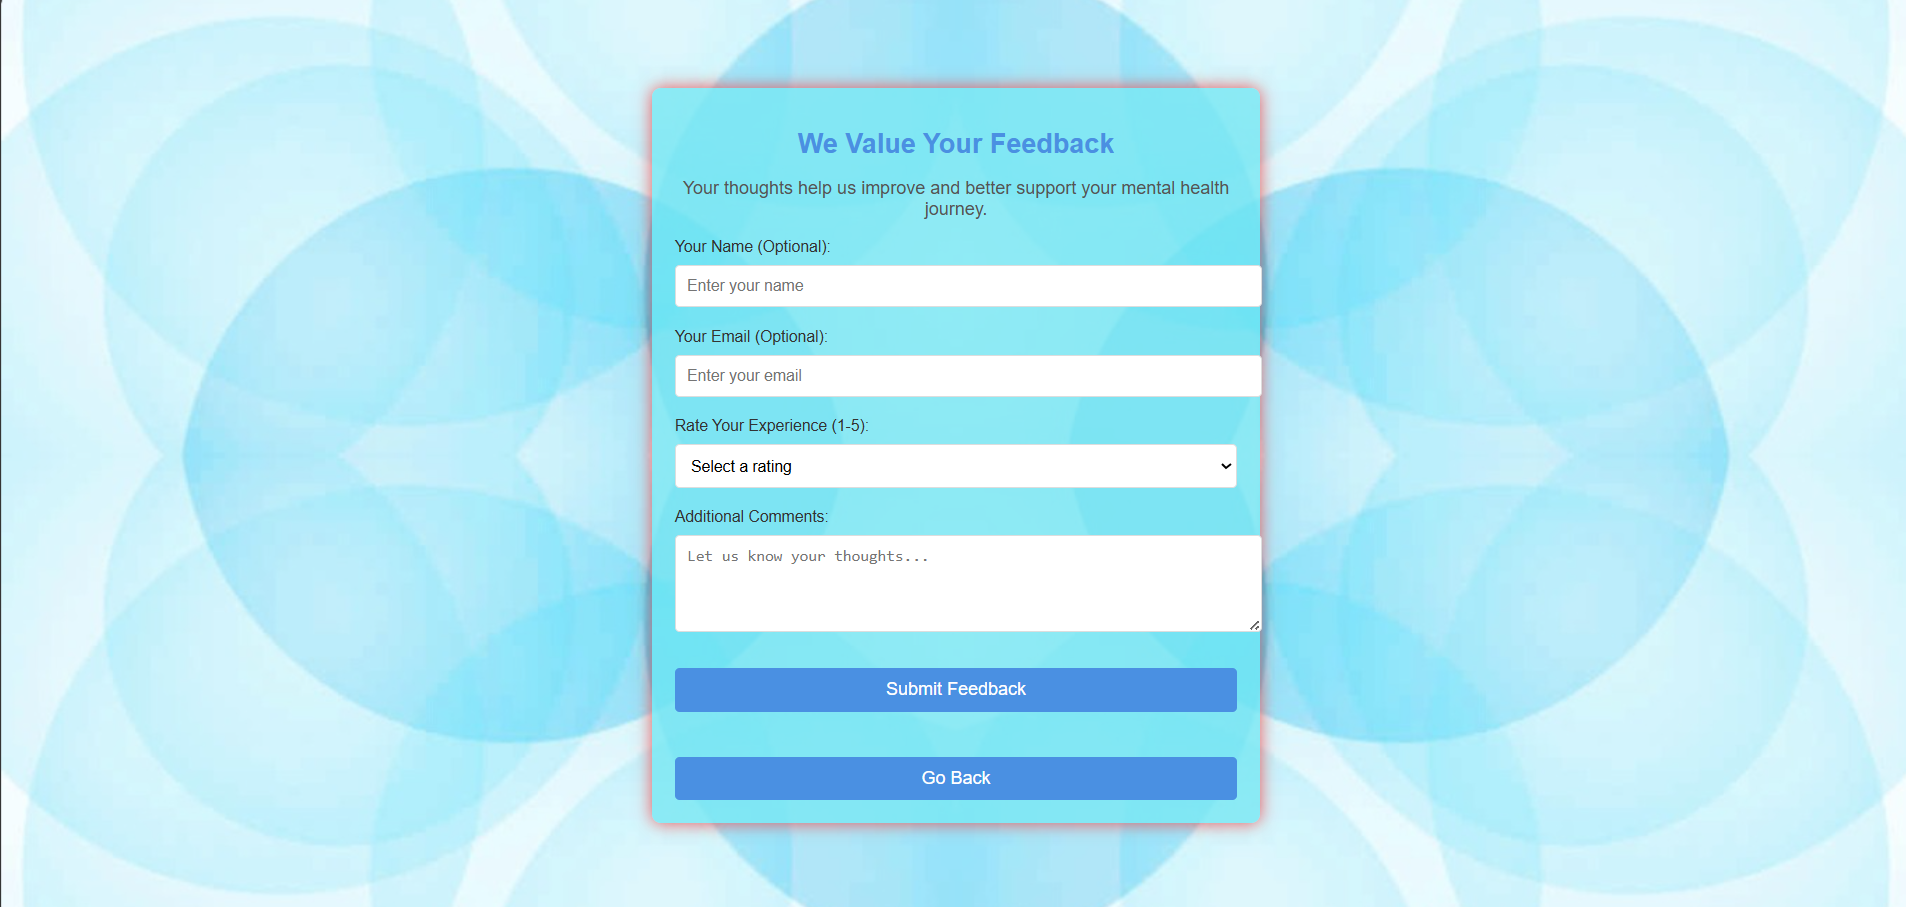 We Value Your Feedback
Your thoughts help us improve and better support your mental health
journey.
Your Name (Optional):
Enter your name
Your Email (Optional):
Enter your email
Rate Your Experience (1-5):
Select a rating
Additional Comments:
Let us know your thoughts...
Submit Feedback
Go Back